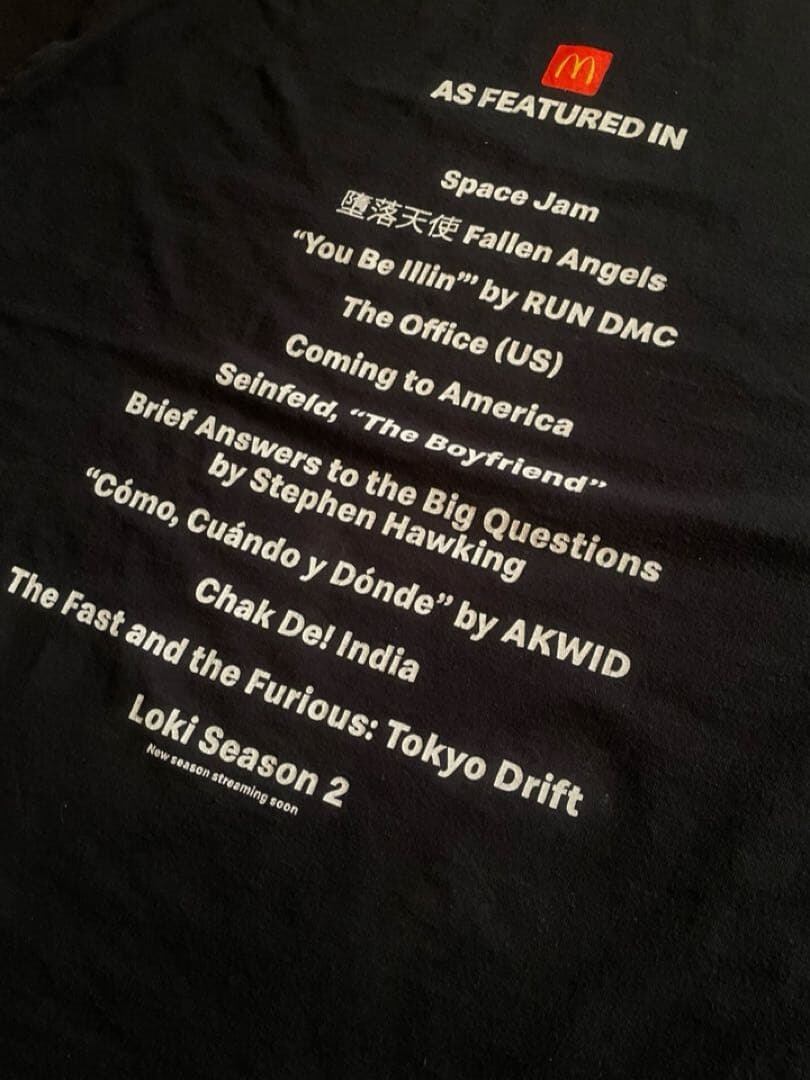 AS FEATURED IN
Space Jam
墮落天使 Fallen Angels
“You Be Illin’” by RUN DMC
The Office (US)
Coming to America
Seinfeld, “The Boyfriend”
Brief Answers to the Big Questions
by Stephen Hawking
“Cómo, Cuándo y Dónde” by AKWID
Chak De! India
The Fast and the Furious: Tokyo Drift
Loki Season 2
New season streaming soon